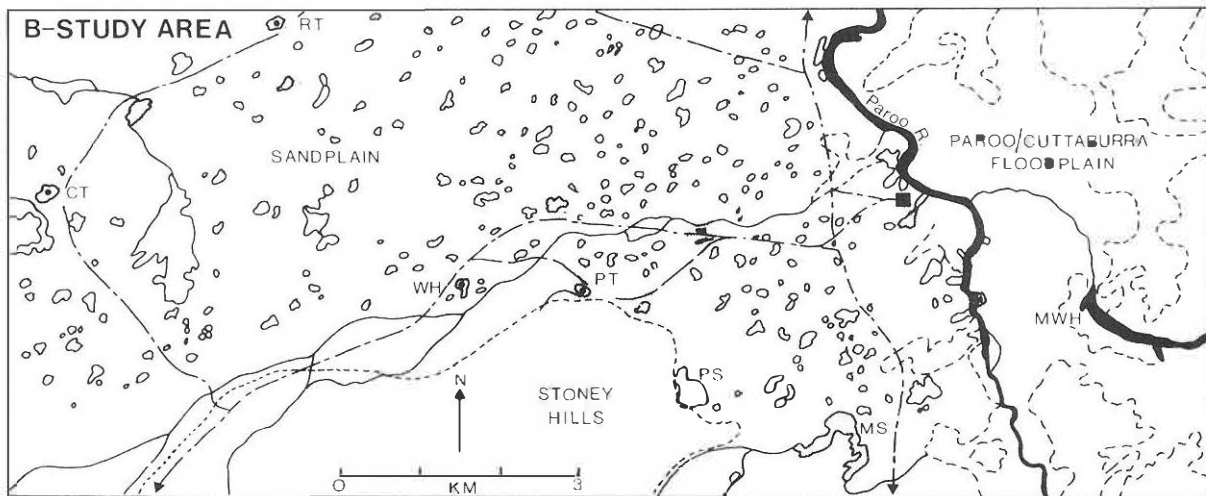 B-STUDY AREA
RT
Paroo R.
PAROO/CUTTABURRA
FLOODPLAIN
SANDPLAIN
CT
WH
PT
MWH
N
STONEY
HILLS
PS
MS
0 3
KM